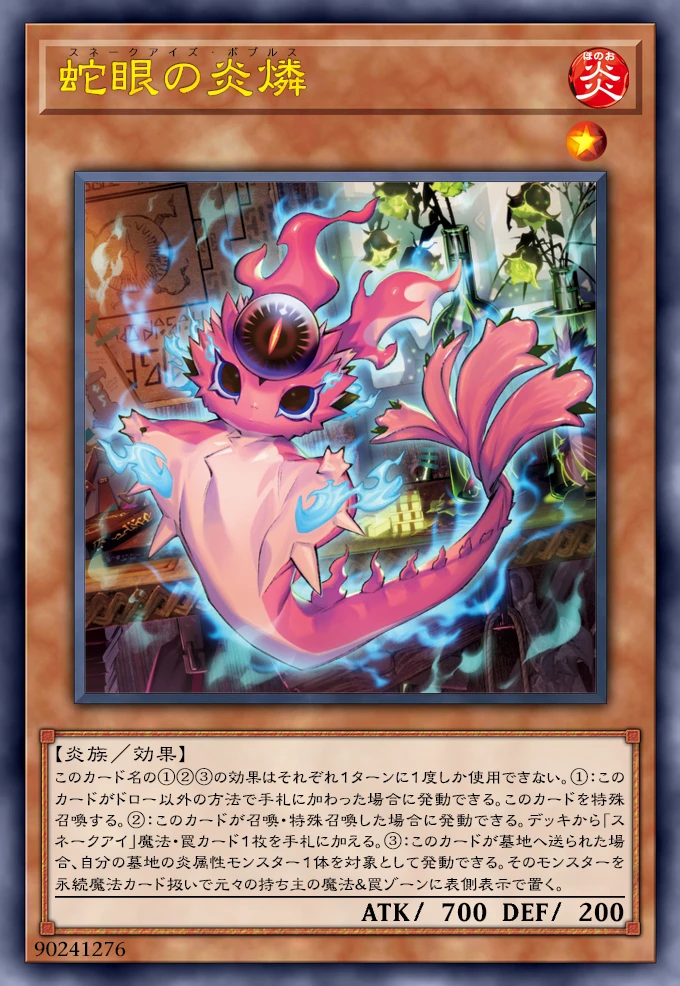 スネークアイズ・ポプルス
蛇眼の炎燐
ほのお
炎
【炎族／効果】
このカード名の①②③の効果はそれぞれ1ターンに1度しか使用できない。①：この
カードがドロー以外の方法で手札に加わった場合に発動できる。このカードを特殊
召喚する。②：このカードが召喚・特殊召喚した場合に発動できる。デッキから「ス
ネークアイ」魔法・罠カード1枚を手札に加える。③：このカードが墓地へ送られた場
合、自分の墓地の炎属性モンスター1体を対象として発動できる。そのモンスターを
永続魔法カード扱いで元々の持ち主の魔法&罠ゾーンに表側表示で置く。
ATK/ 700 DEF/ 200
90241276